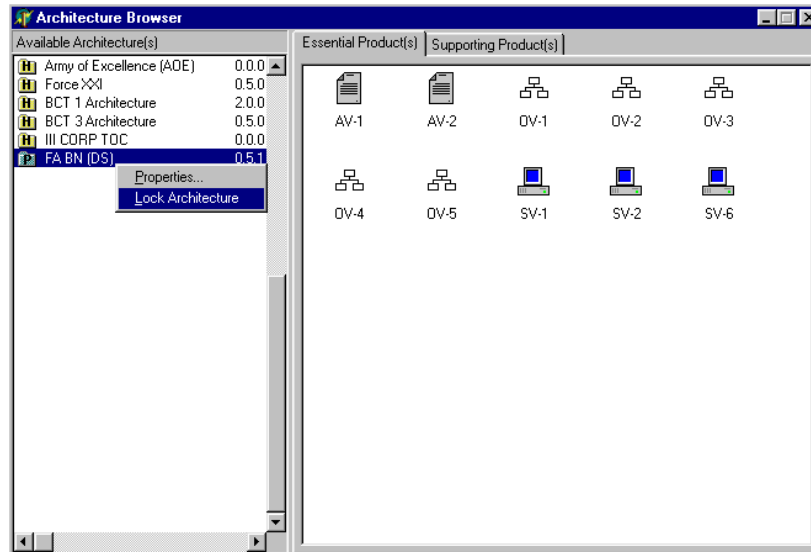 Architecture Browser
Available Architecture(s)
Essential Product(s) Supporting Product(s)
H Army of Excellence (AOE) 0.0.0
H Force XXI 0.5.0
H BCT 1 Architecture 2.0.0
H BCT 3 Architecture 0.5.0
H III CORP TOC 0.0.0
P FA BN (DS) 0.5.1
Properties...
Lock Architecture
AV-1 AV-2 OV-1 OV-2 OV-3
OV-4 OV-5 SV-1 SV-2 SV-6